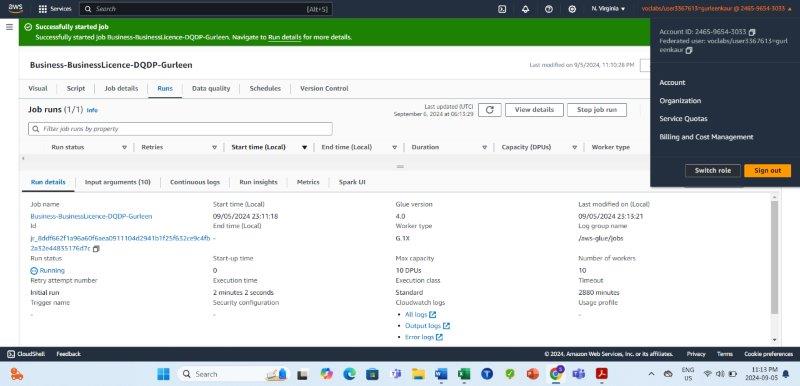 aws
Services
Search
[Alt+S]
N. Virginia
voclabs/user3367613=gurleenkaur @ 2465-9654-3033
Successfully started job
Successfully started job Business-BusinessLicence-DQDP-Gurleen. Navigate to Run details for more details.
Account ID: 2465-9654-3033
Federated user: voclabs/user3367613=gurl
eenkaur
Account
Organization
Service Quotas
Billing and Cost Management
Switch role
Sign out
Business-BusinessLicence-DQDP-Gurleen
Last modified on 9/5/2024, 11:10:26 PM
Visual
Script
Job details
Runs
Data quality
Schedules
Version Control
Job runs (1/1) Info
Last updated (UTC)
September 6, 2024 at 06:13:29
View details
Stop job run
Filter job runs by property
Run status
Retries
Start time (Local)
End time (Local)
Duration
Capacity (DPUs)
Worker type
Run details
Input arguments (10)
Continuous logs
Run insights
Metrics
Spark UI
Job name
Business-BusinessLicence-DQDP-Gurleen
Id
jr_8ddf662f1a96a60f6aea0911104d2941b1f25f632ce9c4fb
2a32e44835176d7c
Run status
Running
Retry attempt number
Initial run
Trigger name
-
Start time (Local)
09/05/2024 23:11:18
End time (Local)
-
Start-up time
0
Execution time
2 minutes 2 seconds
Security configuration
-
Glue version
4.0
Worker type
G.1X
Max capacity
10 DPUs
Execution class
Standard
Cloudwatch logs
All logs
Output logs
Error logs
Last modified on (Local)
09/05/2024 23:13:21
Log group name
/aws-glue/jobs
Number of workers
10
Timeout
2880 minutes
Usage profile
-
CloudShell
Feedback
© 2024, Amazon Web Services, Inc. or its affiliates.
Privacy
Terms
Cookie preferences
Search
ENG
US
11:13 PM
2024-09-05